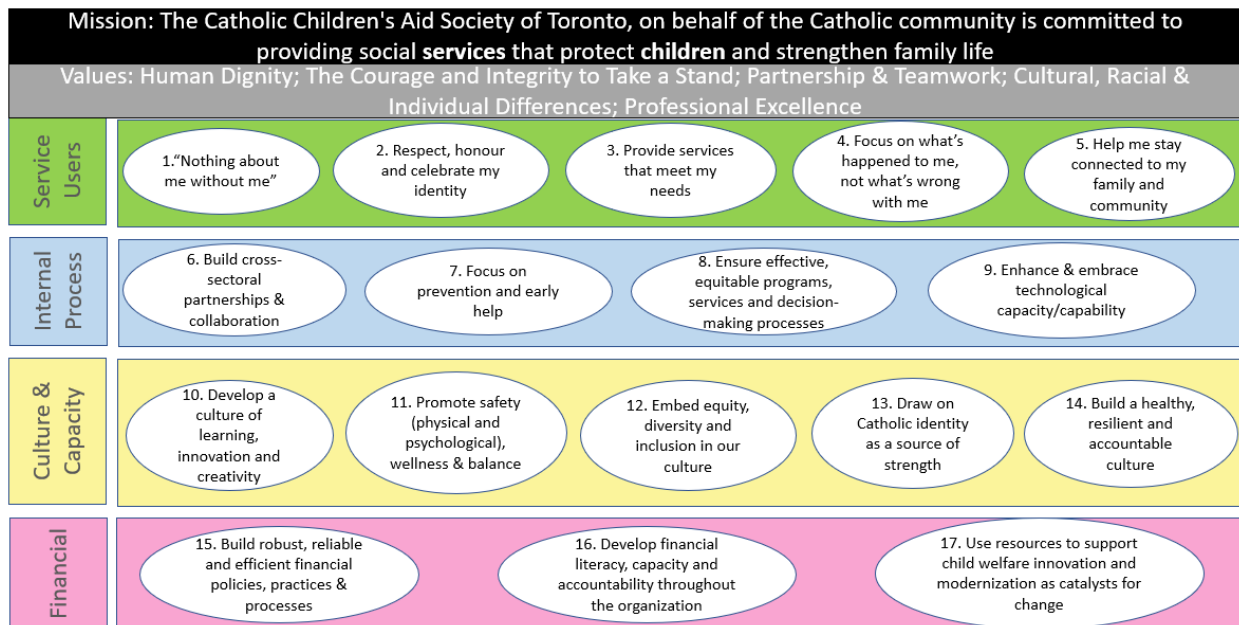 Mission: The Catholic Children's Aid Society of Toronto, on behalf of the Catholic community is committed to
providing social services that protect children and strengthen family life
Values: Human Dignity; The Courage and Integrity to Take a Stand; Partnership & Teamwork; Cultural, Racial &
Individual Differences; Professional Excellence
Service
Users
1.“Nothing about
me without me”
2. Respect, honour
and celebrate my
identity
3. Provide services
that meet my
needs
4. Focus on what’s
happened to me,
not what’s wrong
with me
5. Help me stay
connected to my
family and
community
Internal
Process
6. Build cross-
sectoral
partnerships &
collaboration
7. Focus on
prevention and early
help
8. Ensure effective,
equitable programs,
services and decision-
making processes
9. Enhance & embrace
technological
capacity/capability
Culture &
Capacity
10. Develop a
culture of
learning,
innovation and
creativity
11. Promote safety
(physical and
psychological),
wellness & balance
12. Embed equity,
diversity and
inclusion in our
culture
13. Draw on
Catholic identity
as a source of
strength
14. Build a healthy,
resilient and
accountable
culture
Financial
15. Build robust, reliable
and efficient financial
policies, practices &
processes
16. Develop financial
literacy, capacity and
accountability throughout
the organization
17. Use resources to support
child welfare innovation and
modernization as catalysts for
change